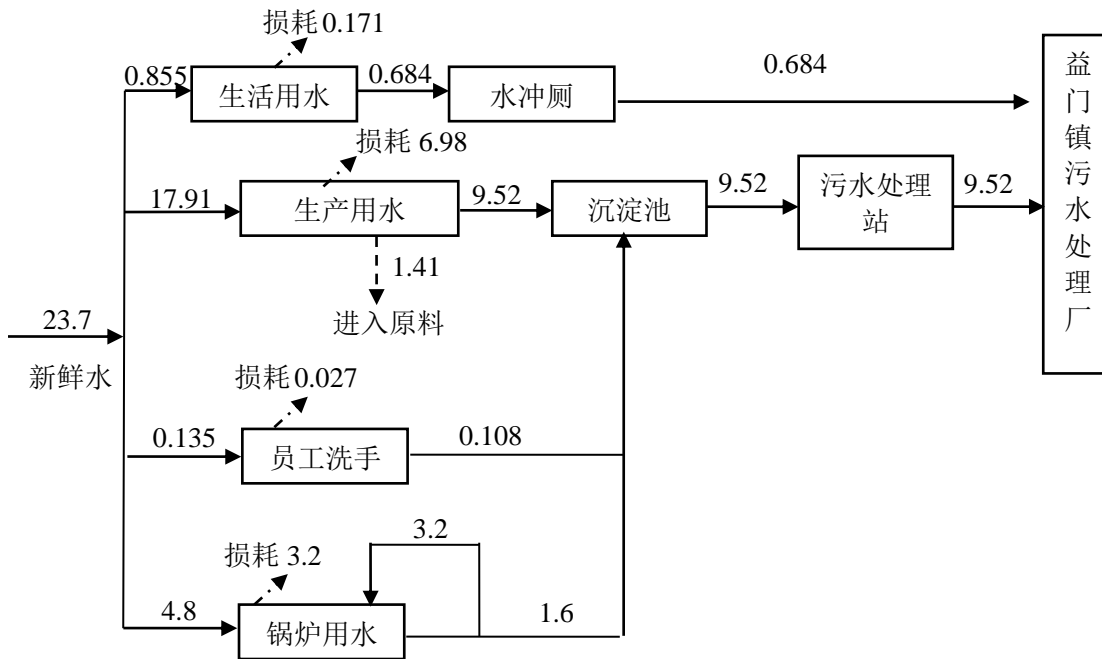 损耗 0.171
0.855
生活用水
0.684
水冲厕
0.684
益门镇污水处理厂
损耗 6.98
17.91
生产用水
9.52
沉淀池
9.52
污水处理
站
9.52
1.41
进入原料
23.7
新鲜水
损耗 0.027
0.135
员工洗手
0.108
损耗 3.2
3.2
4.8
锅炉用水
1.6